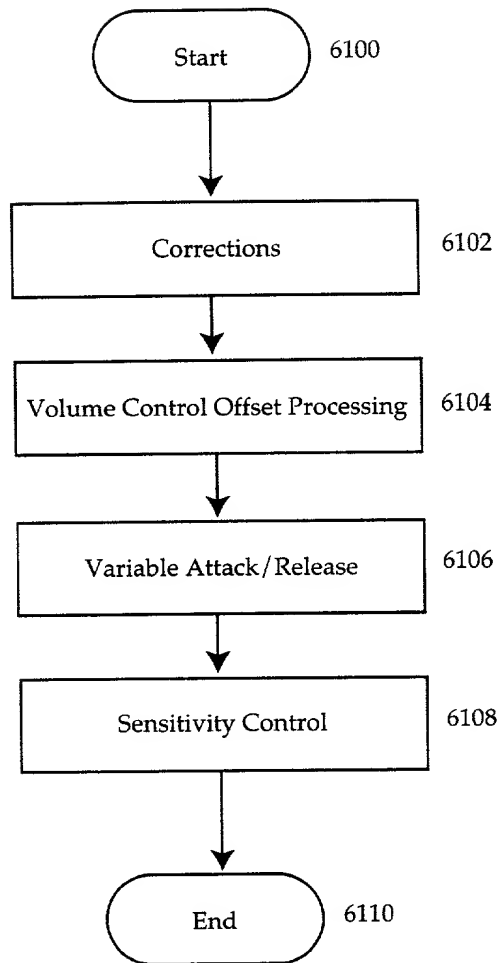 Start 6100
Corrections 6102
Volume Control Offset Processing 6104
Variable Attack/Release 6106
Sensitivity Control 6108
End 6110